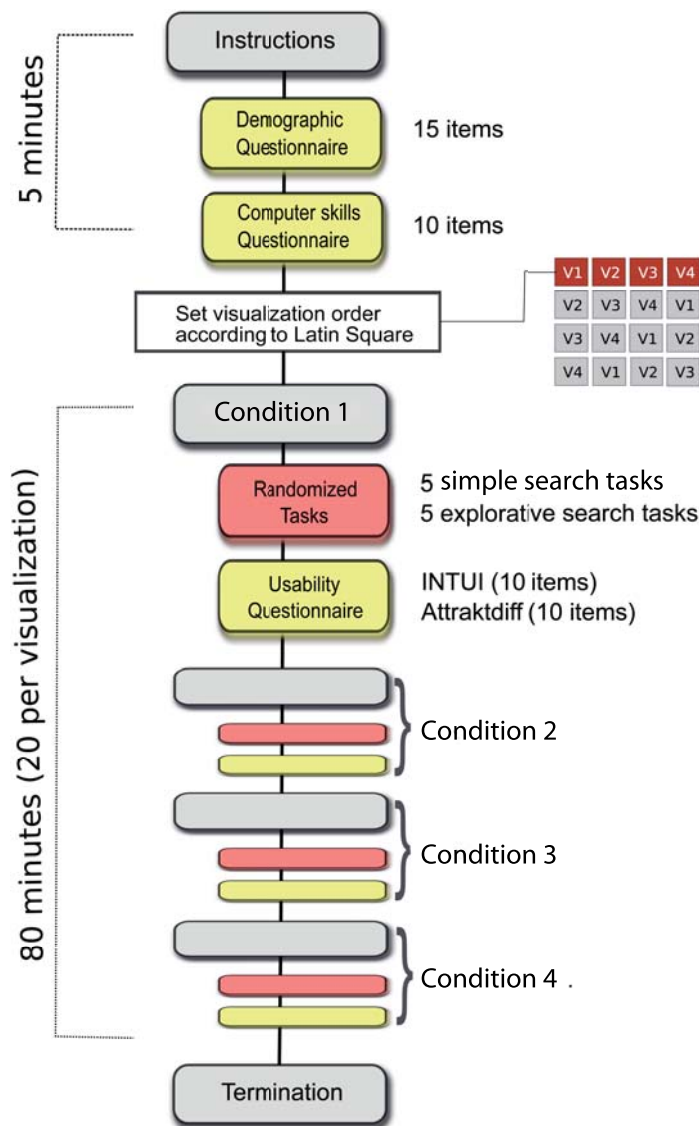 Instructions
5 minutes
Demographic
Questionnaire
15 items
Computer skills
Questionnaire
10 items
Set visualization order
according to Latin Square
V1 V2 V3 V4
V2 V3 V4 V1
V3 V4 V1 V2
V4 V1 V2 V3
80 minutes (20 per visualization)
Condition 1
Randomized
Tasks
5 simple search tasks
5 explorative search tasks
Usability
Questionnaire
INTUI (10 items)
Attraktdiff (10 items)
Condition 2
Condition 3
Condition 4 .
Termination